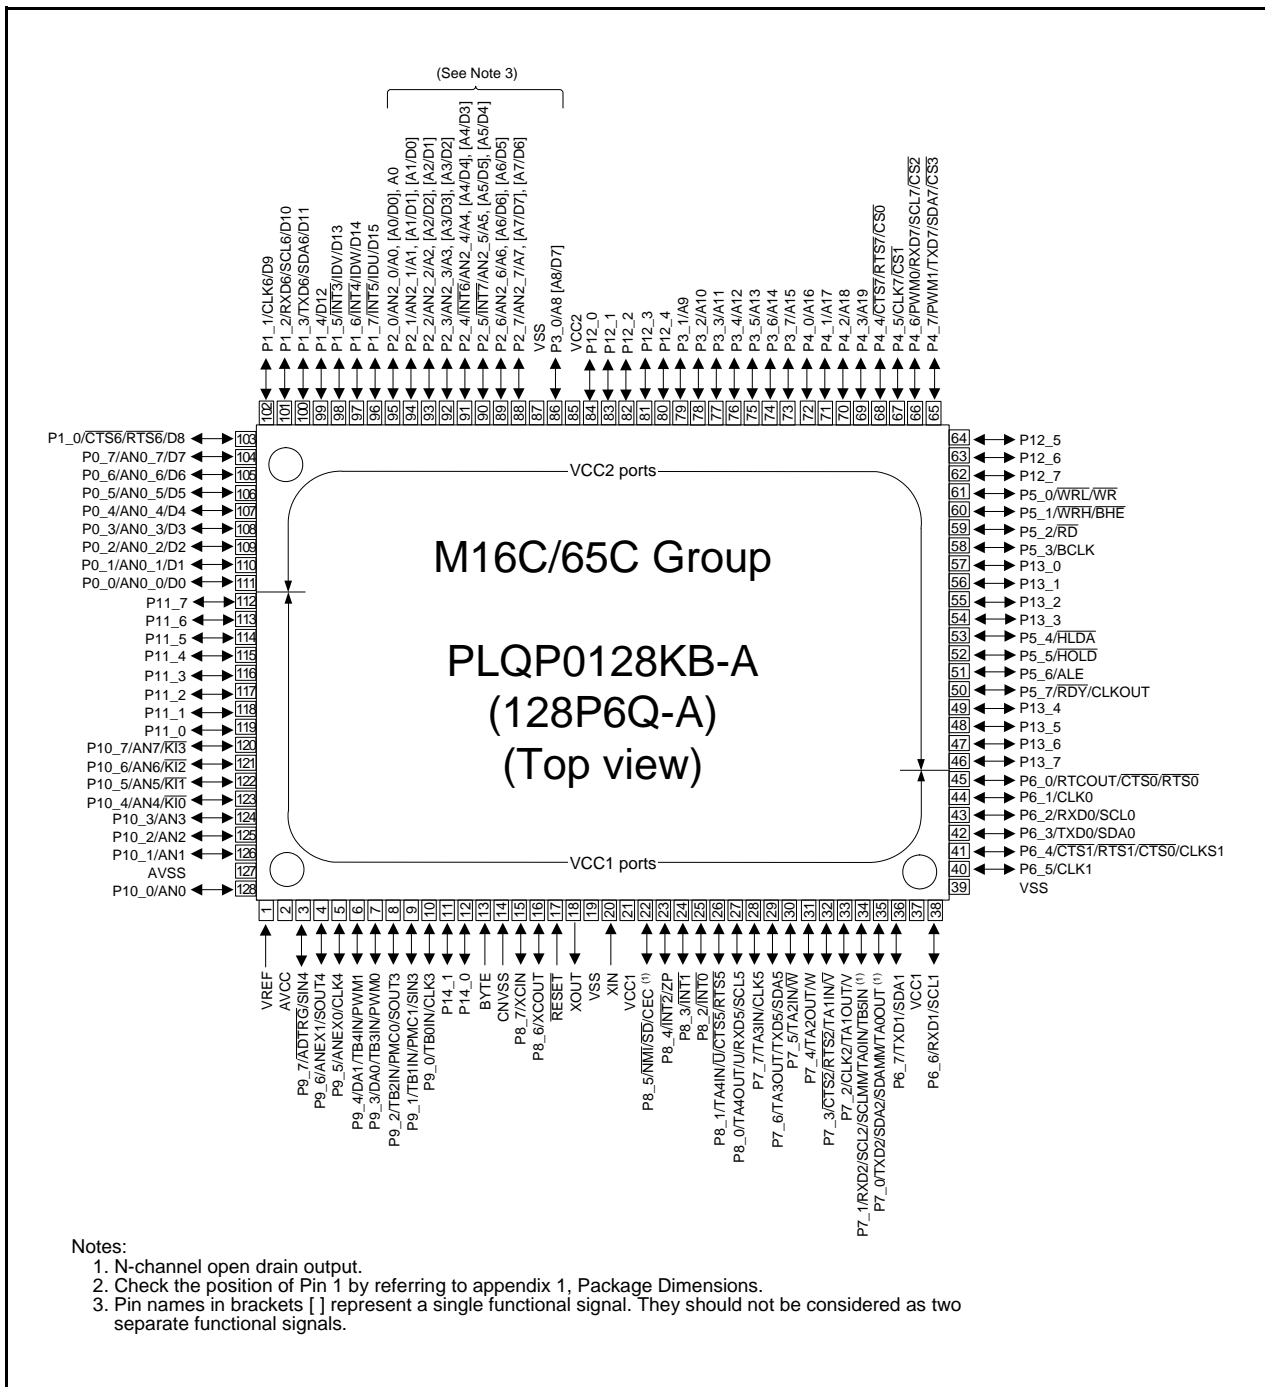 (See Note 3)
P1_1/CLK6/D9
P1_2/RXD6/SCL6/D10
P1_3/TXD6/SDA6/D11
P1_4/D12
P1_5/INT3/IDV/D13
P1_6/INT4/IDW/D14
P1_7/INT5/IDU/D15
P2_0/AN2_0/A0, [A0/D0], A0
P2_1/AN2_1/A1, [A1/D1], [A1/D0]
P2_2/AN2_2/A2, [A2/D2], [A2/D1]
P2_3/AN2_3/A3, [A3/D3], [A3/D2]
P2_4/INT6/AN2_4/A4, [A4/D4], [A4/D3]
P2_5/INT7/AN2_5/A5, [A5/D5], [A5/D4]
P2_6/AN2_6/A6, [A6/D6], [A6/D5]
P2_7/AN2_7/A7, [A7/D7], [A7/D6]
VSS
P3_0/A8 [A8/D7]
VCC2
P12_0
P12_1
P12_2
P12_3
P12_4
P3_1/A9
P3_2/A10
P3_3/A11
P3_4/A12
P3_5/A13
P3_6/A14
P3_7/A15
P4_0/A16
P4_1/A17
P4_2/A18
P4_3/A19
P4_4/CTS7/RTS7/CS0
P4_5/CLK7/CS1
P4_6/PWM0/RXD7/SCL7/CS2
P4_7/PWM1/TXD7/SDA7/CS3
102 101 100 99 98 97 96 95 94 93 92 91 90 89 88 87 86 85 84 83 82 81 80 79 78 77 76 75 74 73 72 71 70 69 68 67 66 65
P1_0/CTS6/RTS6/D8 103
P0_7/AN0_7/D7 104
P0_6/AN0_6/D6 105
P0_5/AN0_5/D5 106
P0_4/AN0_4/D4 107
P0_3/AN0_3/D3 108
P0_2/AN0_2/D2 109
P0_1/AN0_1/D1 110
P0_0/AN0_0/D0 111
P11_7 112
P11_6 113
P11_5 114
P11_4 115
P11_3 116
P11_2 117
P11_1 118
P11_0 119
P10_7/AN7/KI3 120
P10_6/AN6/KI2 121
P10_5/AN5/KI1 122
P10_4/AN4/KI0 123
P10_3/AN3 124
P10_2/AN2 125
P10_1/AN1 126
AVSS 127
P10_0/AN0 128
VCC2 ports
M16C/65C Group
PLQP0128KB-A
(128P6Q-A)
(Top view)
VCC1 ports
64 P12_5
63 P12_6
62 P12_7
61 P5_0/WRL/WR
60 P5_1/WRH/BHE
59 P5_2/RD
58 P5_3/BCLK
57 P13_0
56 P13_1
55 P13_2
54 P13_3
53 P5_4/HLDA
52 P5_5/HOLD
51 P5_6/ALE
50 P5_7/RDY/CLKOUT
49 P13_4
48 P13_5
47 P13_6
46 P13_7
45 P6_0/RTCOUT/CTS0/RTS0
44 P6_1/CLK0
43 P6_2/RXD0/SCL0
42 P6_3/TXD0/SDA0
41 P6_4/CTS1/RTS1/CTS0/CLKS1
40 P6_5/CLK1
39 VSS
1 2 3 4 5 6 7 8 9 10 11 12 13 14 15 16 17 18 19 20 21 22 23 24 25 26 27 28 29 30 31 32 33 34 35 36 37 38
VREF
AVCC
P9_7/ADTRG/SIN4
P9_6/ANEX1/SOUT4
P9_5/ANEX0/CLK4
P9_4/DA1/TB4IN/PWM1
P9_3/DA0/TB3IN/PWM0
P9_2/TB2IN/PMC0/SOUT3
P9_1/TB1IN/PMC1/SIN3
P9_0/TB0IN/CLK3
P14_1
P14_0
BYTE
CNVSS
P8_7/XCIN
P8_6/XCOUT
RESET
XOUT
VSS
XIN
VCC1
P8_5/NMI/SD/CEC (1)
P8_4/INT2/ZP
P8_3/INT1
P8_2/INT0
P8_1/TA4IN/U/CTS5/RTS5
P8_0/TA4OUT/U/RXD5/SCL5
P7_7/TA3IN/CLK5
P7_6/TA3OUT/TXD5/SDA5
P7_5/TA2IN/W
P7_4/TA2OUT/W
P7_3/CTS2/RTS2/TA1IN/V
P7_2/CLK2/TA1OUT/V
P7_1/RXD2/SCL2/SCLMM/TA0IN/TB5IN (1)
P7_0/TXD2/SDA2/SDAMM/TA0OUT (1)
P6_7/TXD1/SDA1
VCC1
P6_6/RXD1/SCL1
Notes:
1. N-channel open drain output.
2. Check the position of Pin 1 by referring to appendix 1, Package Dimensions.
3. Pin names in brackets [ ] represent a single functional signal. They should not be considered as two
separate functional signals.